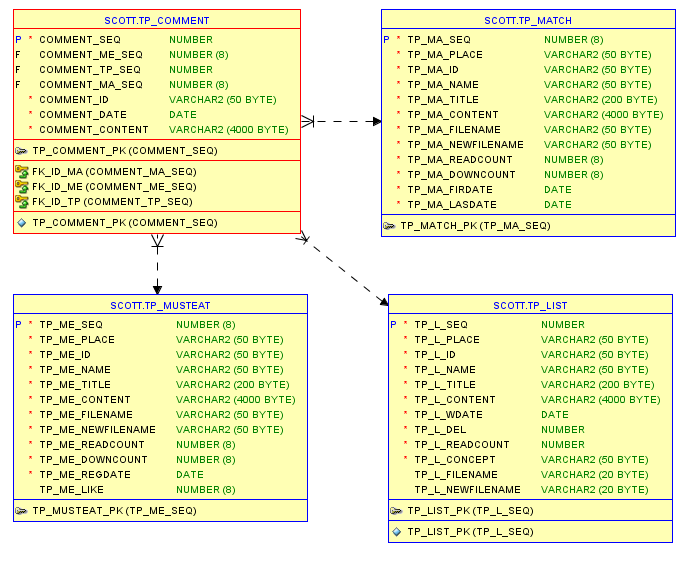 SCOTT.TP_COMMENT
P * COMMENT_SEQ NUMBER
F COMMENT_ME_SEQ NUMBER (8)
F COMMENT_TP_SEQ NUMBER
F COMMENT_MA_SEQ NUMBER (8)
* COMMENT_ID VARCHAR2 (50 BYTE)
* COMMENT_DATE DATE
* COMMENT_CONTENT VARCHAR2 (4000 BYTE)
TP_COMMENT_PK (COMMENT_SEQ)
FK_ID_MA (COMMENT_MA_SEQ)
FK_ID_ME (COMMENT_ME_SEQ)
FK_ID_TP (COMMENT_TP_SEQ)
TP_COMMENT_PK (COMMENT_SEQ)
SCOTT.TP_MATCH
P * TP_MA_SEQ NUMBER (8)
* TP_MA_PLACE VARCHAR2 (50 BYTE)
* TP_MA_ID VARCHAR2 (50 BYTE)
* TP_MA_NAME VARCHAR2 (50 BYTE)
* TP_MA_TITLE VARCHAR2 (200 BYTE)
* TP_MA_CONTENT VARCHAR2 (4000 BYTE)
* TP_MA_FILENAME VARCHAR2 (50 BYTE)
* TP_MA_NEWFILENAME VARCHAR2 (50 BYTE)
* TP_MA_READCOUNT NUMBER (8)
* TP_MA_DOWNCOUNT NUMBER (8)
* TP_MA_FIRDATE DATE
* TP_MA_LASDATE DATE
TP_MATCH_PK (TP_MA_SEQ)
SCOTT.TP_MUSTEAT
P * TP_ME_SEQ NUMBER (8)
* TP_ME_PLACE VARCHAR2 (50 BYTE)
* TP_ME_ID VARCHAR2 (50 BYTE)
* TP_ME_NAME VARCHAR2 (50 BYTE)
* TP_ME_TITLE VARCHAR2 (200 BYTE)
* TP_ME_CONTENT VARCHAR2 (4000 BYTE)
* TP_ME_FILENAME VARCHAR2 (50 BYTE)
* TP_ME_NEWFILENAME VARCHAR2 (50 BYTE)
* TP_ME_READCOUNT NUMBER (8)
* TP_ME_DOWNCOUNT NUMBER (8)
* TP_ME_REGDATE DATE
TP_ME_LIKE NUMBER (8)
TP_MUSTEAT_PK (TP_ME_SEQ)
SCOTT.TP_LIST
P * TP_L_SEQ NUMBER
* TP_L_PLACE VARCHAR2 (50 BYTE)
* TP_L_ID VARCHAR2 (50 BYTE)
* TP_L_NAME VARCHAR2 (50 BYTE)
* TP_L_TITLE VARCHAR2 (200 BYTE)
* TP_L_CONTENT VARCHAR2 (4000 BYTE)
* TP_L_WDATE DATE
* TP_L_DEL NUMBER
* TP_L_READCOUNT NUMBER
* TP_L_CONCEPT VARCHAR2 (50 BYTE)
TP_L_FILENAME VARCHAR2 (20 BYTE)
TP_L_NEWFILENAME VARCHAR2 (20 BYTE)
TP_LIST_PK (TP_L_SEQ)
TP_LIST_PK (TP_L_SEQ)